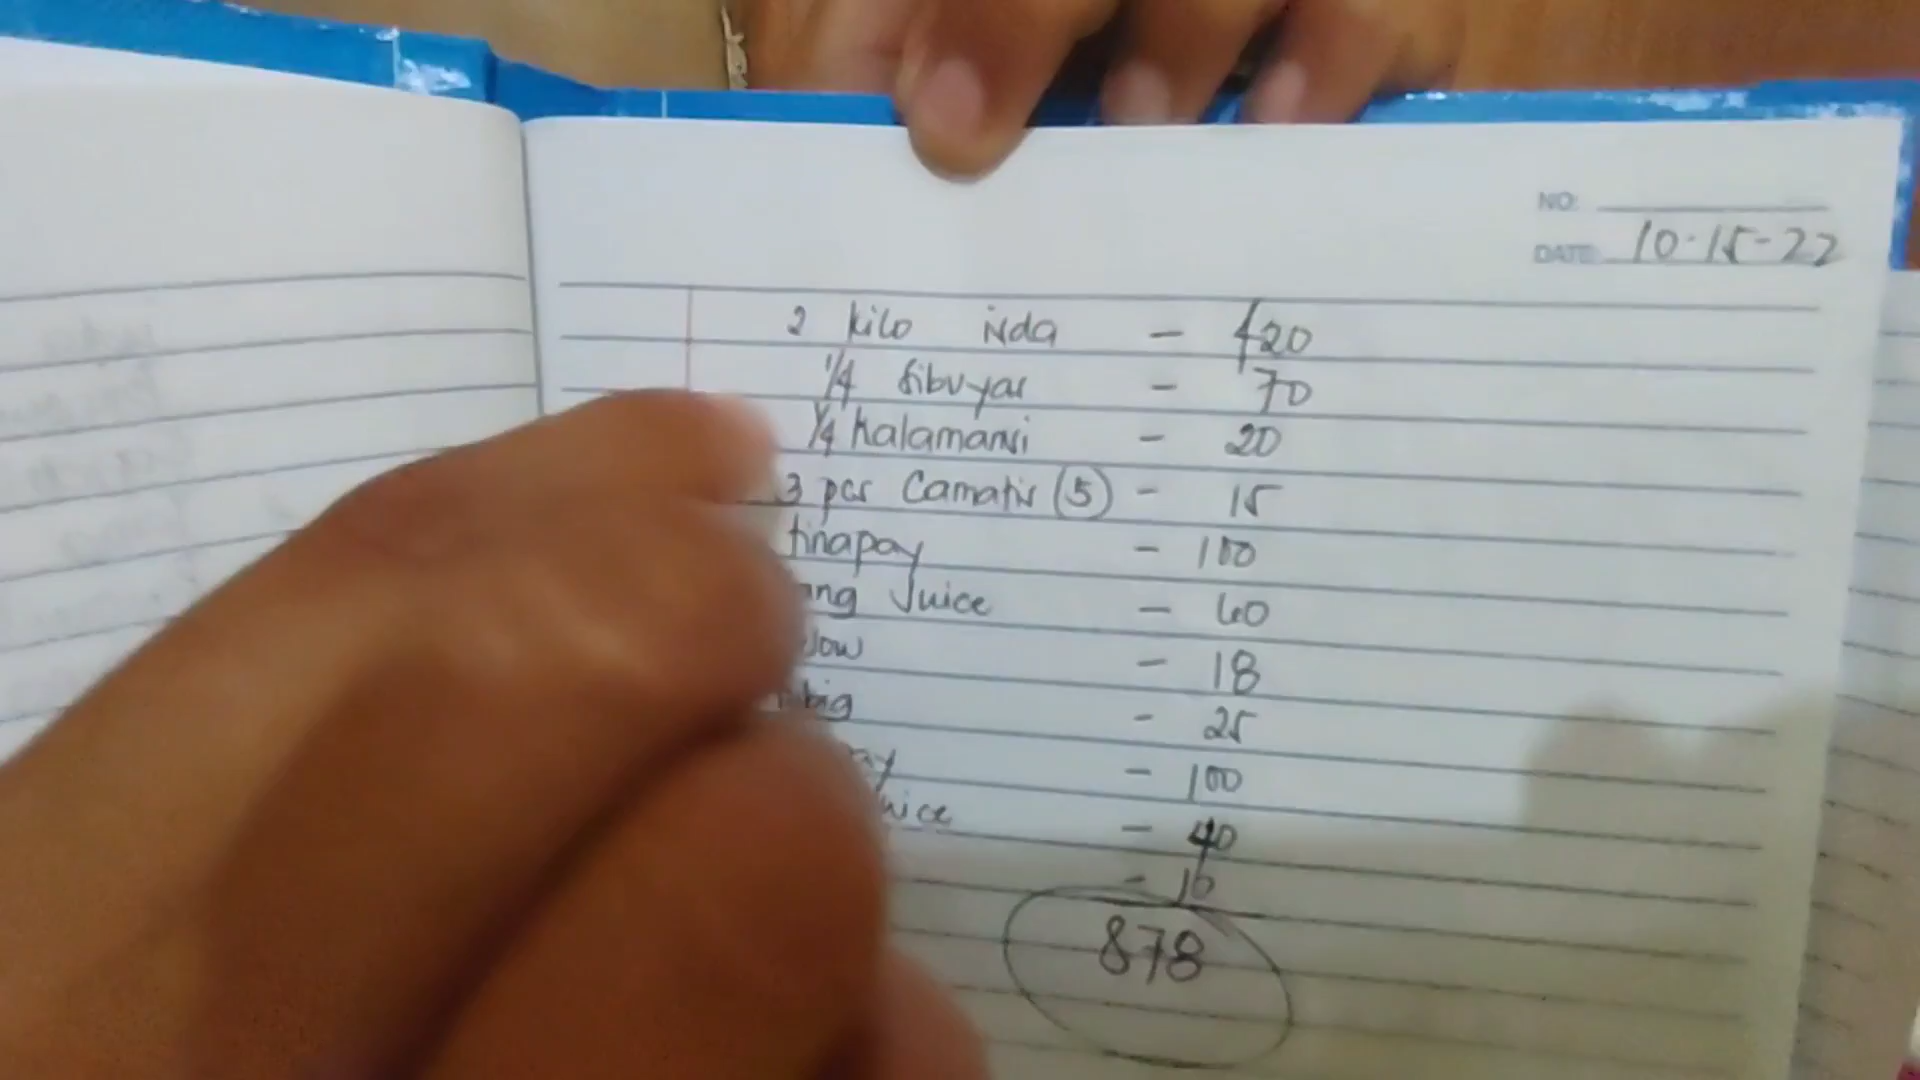 NO:
DATE: 10-15-22
2 kilo isda - 420
1/4 sibuyas - 70
1/4 kalamansi - 20
3 pcs Camatis (5) - 15
tinapay - 100
Juice - 60
- 18
- 25
- 100
- 40
- 10
878